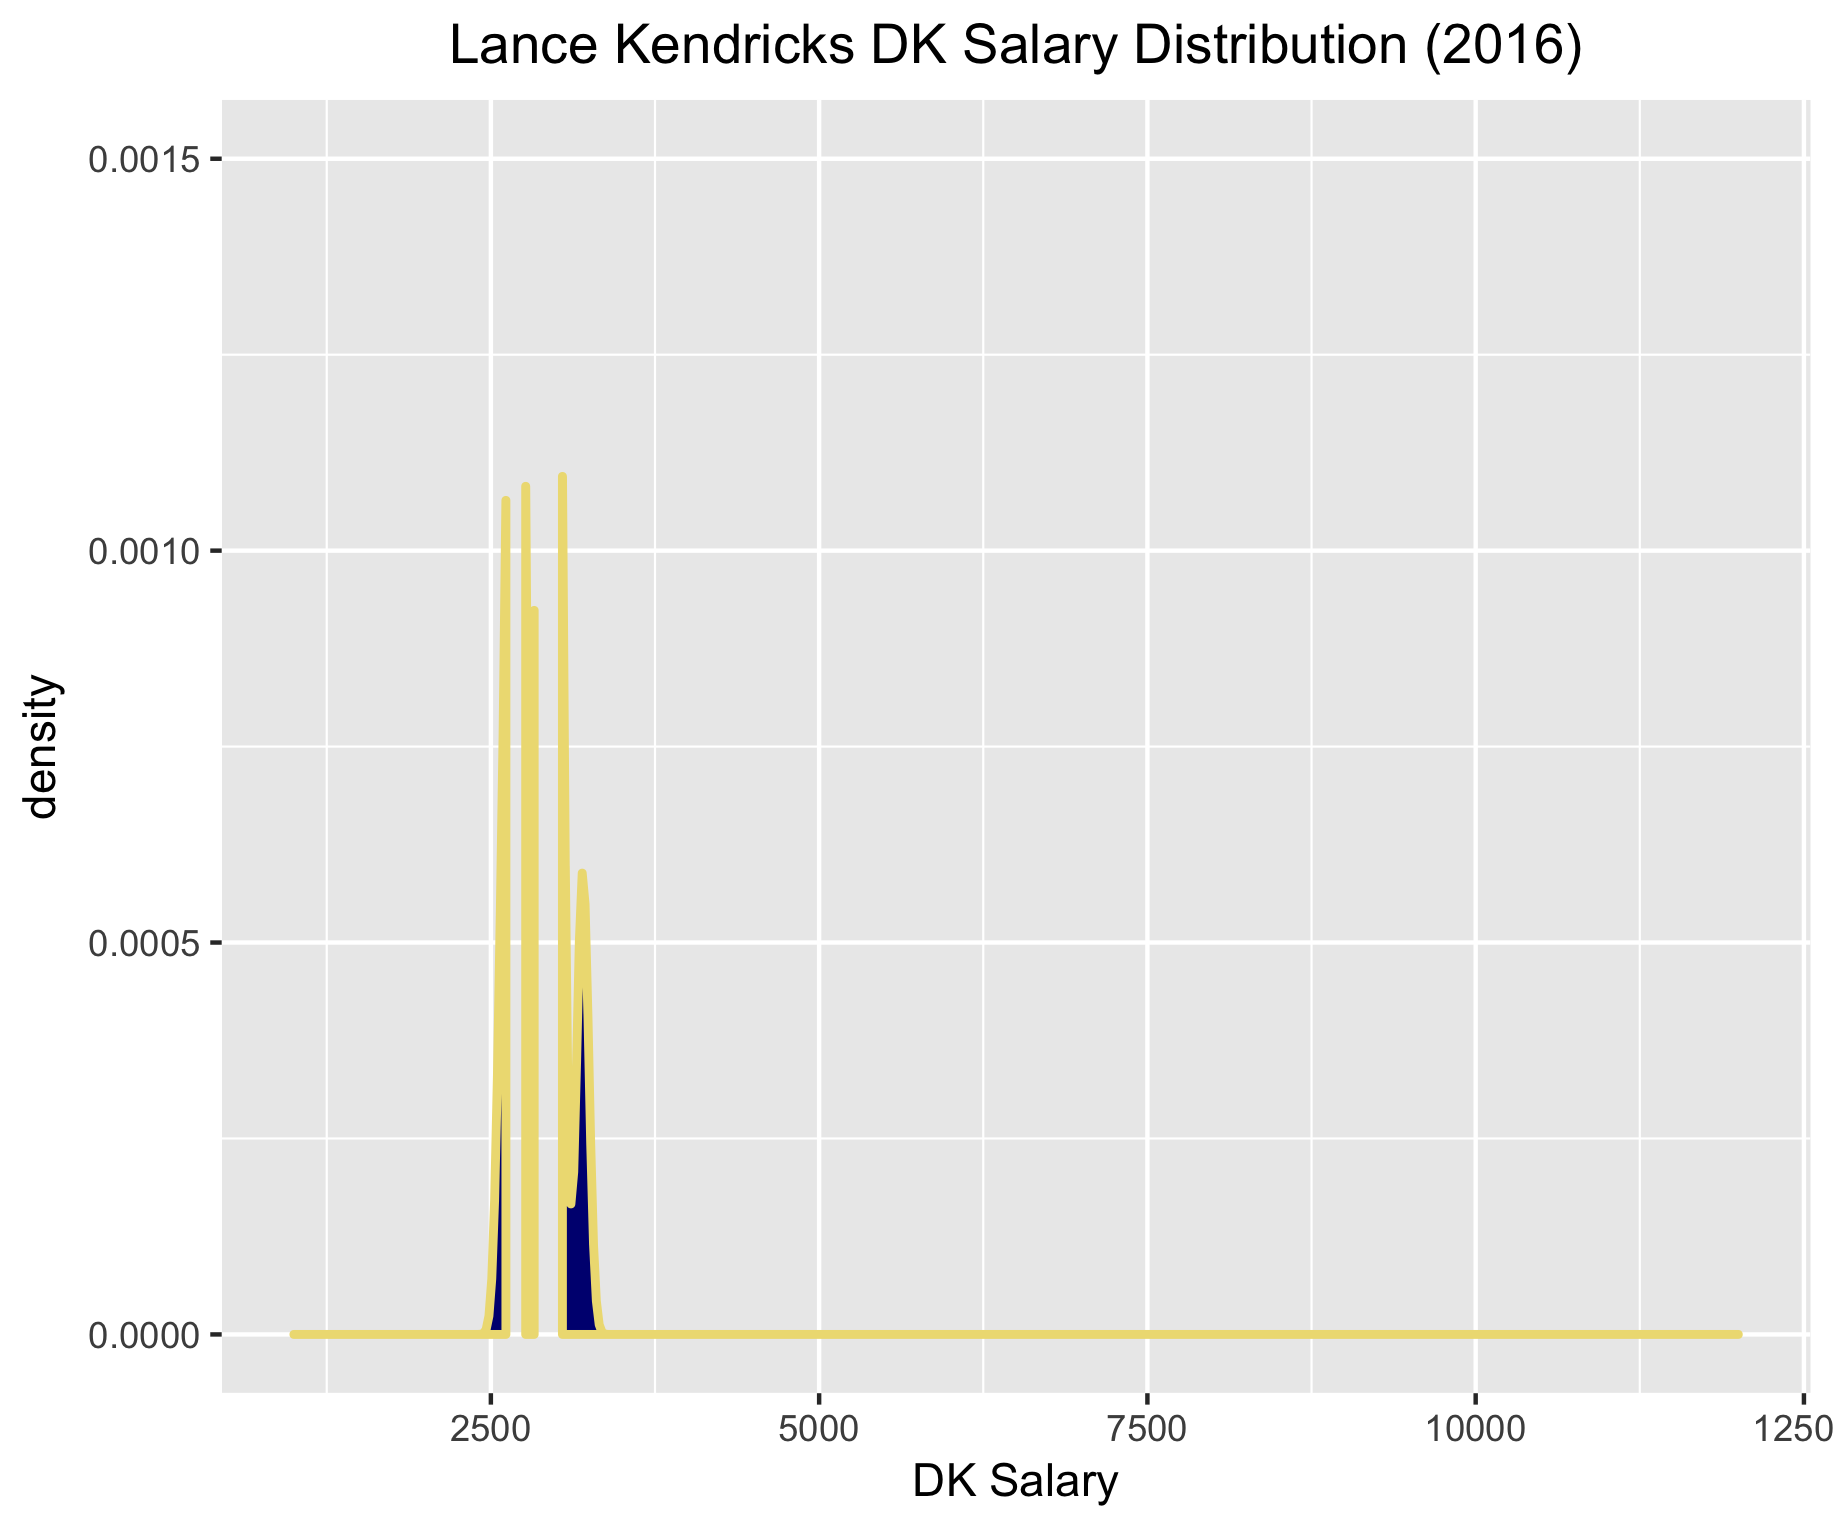 Lance Kendricks DK Salary Distribution (2016)
0.0015
0.0010
0.0005
0.0000
density
2500 5000 7500 10000 1250
DK Salary